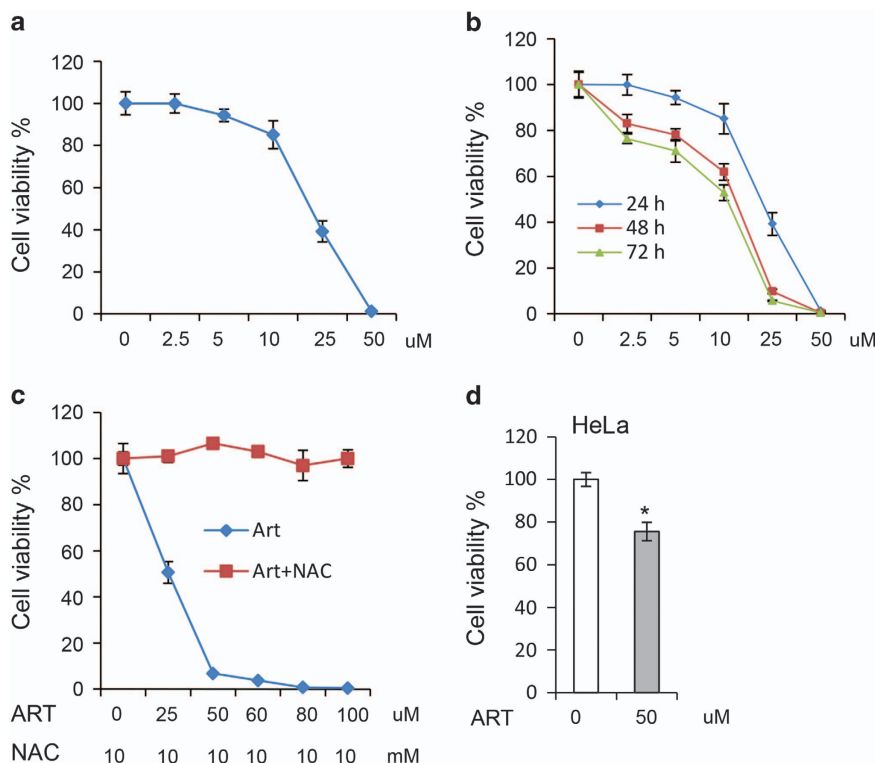 a
120
100
80
60
40
20
0
Cell viability %
0 2.5 5 10 25 50 uM
b
120
100
80
60
40
20
0
Cell viability %
24 h
48 h
72 h
0 2.5 5 10 25 50 uM
c
120
100
80
60
40
20
0
Cell viability %
Art
Art+NAC
ART 0 25 50 60 80 100 uM
NAC 10 10 10 10 10 10 mM
d
HeLa
120
100
80
60
40
20
0
Cell viability %
*
ART 0 50 uM